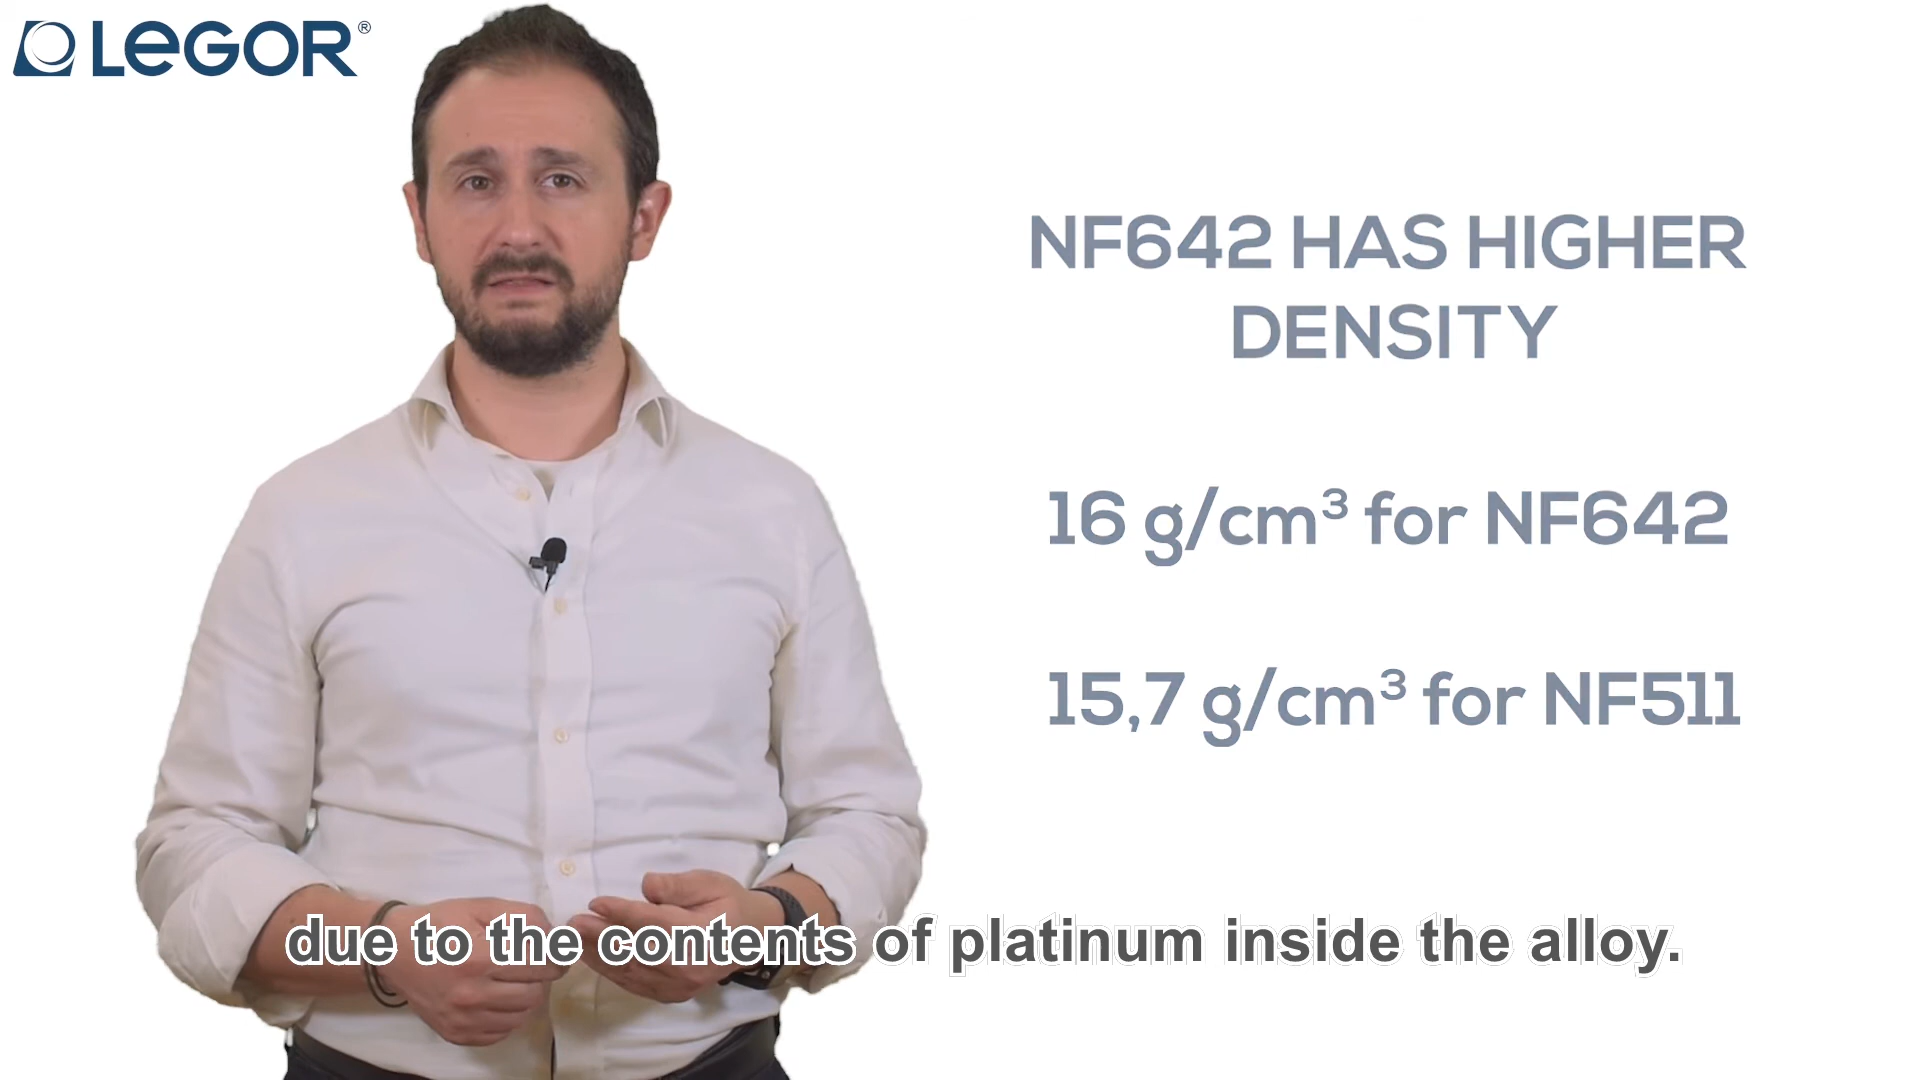 LEGOR®
NF642 HAS HIGHER
DENSITY
16 g/cm³ for NF642
15,7 g/cm³ for NF511
due to the contents of platinum inside the alloy.